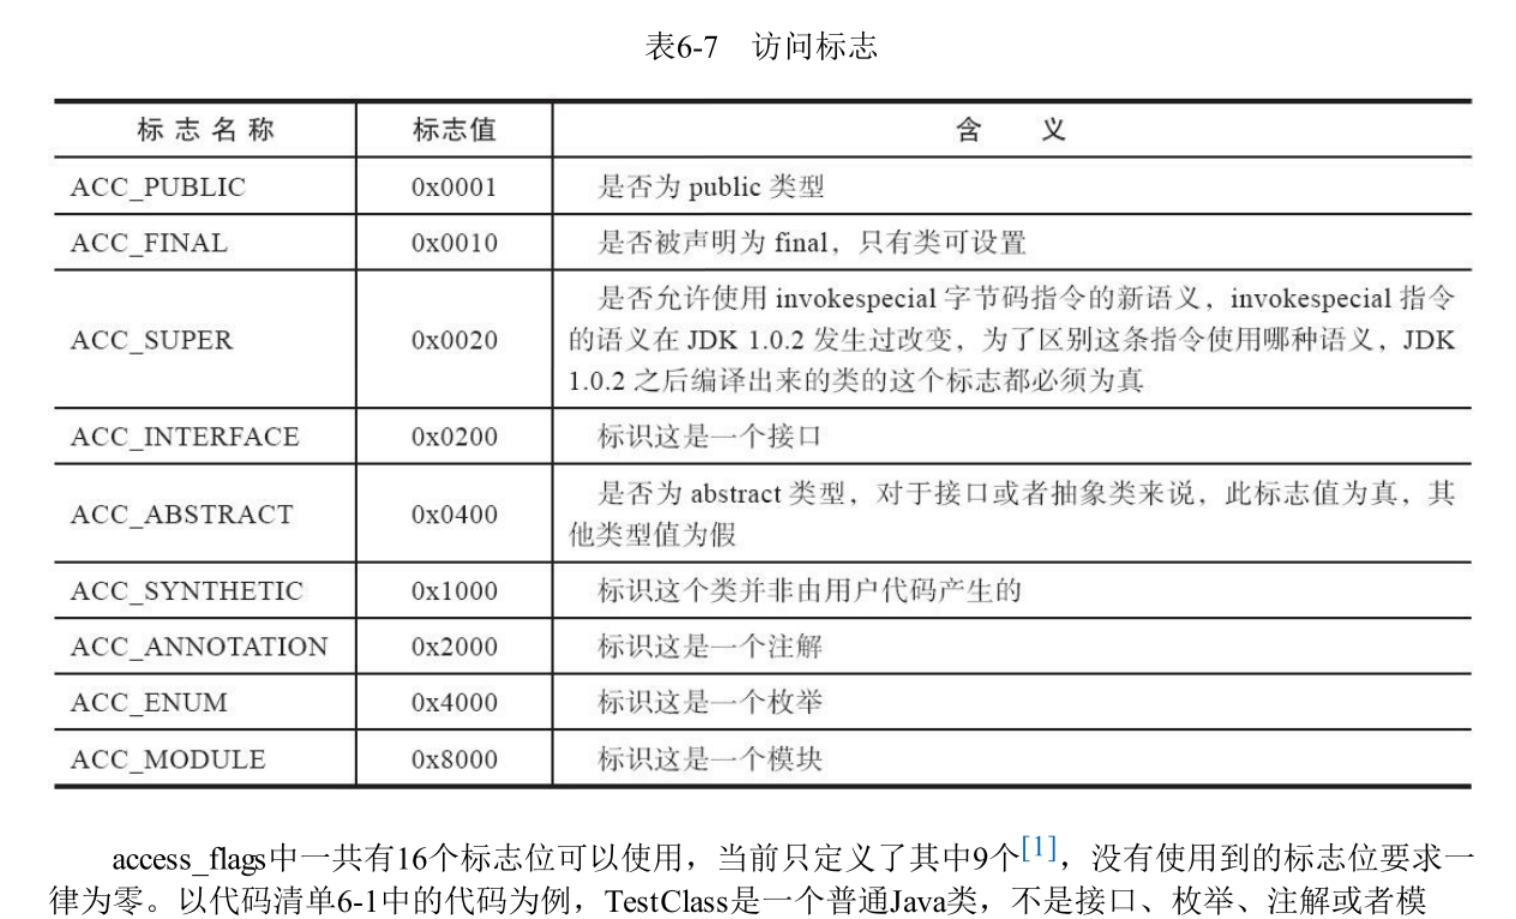 表6-7 访问标志
标志名称 标志值 含 义
ACC_PUBLIC 0x0001 是否为 public 类型
ACC_FINAL 0x0010 是否被声明为 final，只有类可设置
是否允许使用 invokespecial 字节码指令的新语义，invokespecial 指令
ACC_SUPER 0x0020 的语义在 JDK 1.0.2 发生过改变，为了区别这条指令使用哪种语义，JDK
1.0.2 之后编译出来的类的这个标志都必须为真
ACC_INTERFACE 0x0200 标识这是一个接口
ACC_ABSTRACT 0x0400 是否为 abstract 类型，对于接口或者抽象类来说，此标志值为真，其
他类型值为假
ACC_SYNTHETIC 0x1000 标识这个类并非由用户代码产生的
ACC_ANNOTATION 0x2000 标识这是一个注解
ACC_ENUM 0x4000 标识这是一个枚举
ACC_MODULE 0x8000 标识这是一个模块
access_flags中一共有16个标志位可以使用，当前只定义了其中9个[1]，没有使用到的标志位要求一
律为零。以代码清单6-1中的代码为例，TestClass是一个普通Java类，不是接口、枚举、注解或者模